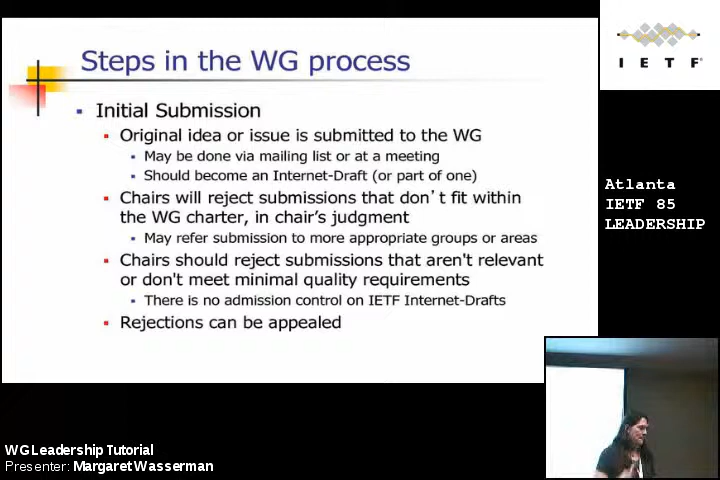 Steps in the WG process
Initial Submission
Original idea or issue is submitted to the WG
May be done via mailing list or at a meeting
Should become an Internet-Draft (or part of one)
Chairs will reject submissions that don’t fit within
the WG charter, in chair’s judgment
May refer submission to more appropriate groups or areas
Chairs should reject submissions that aren't relevant
or don't meet minimal quality requirements
There is no admission control on IETF Internet-Drafts
Rejections can be appealed
I E T F®
Atlanta
IETF 85
LEADERSHIP
WG Leadership Tutorial
Presenter: Margaret Wasserman